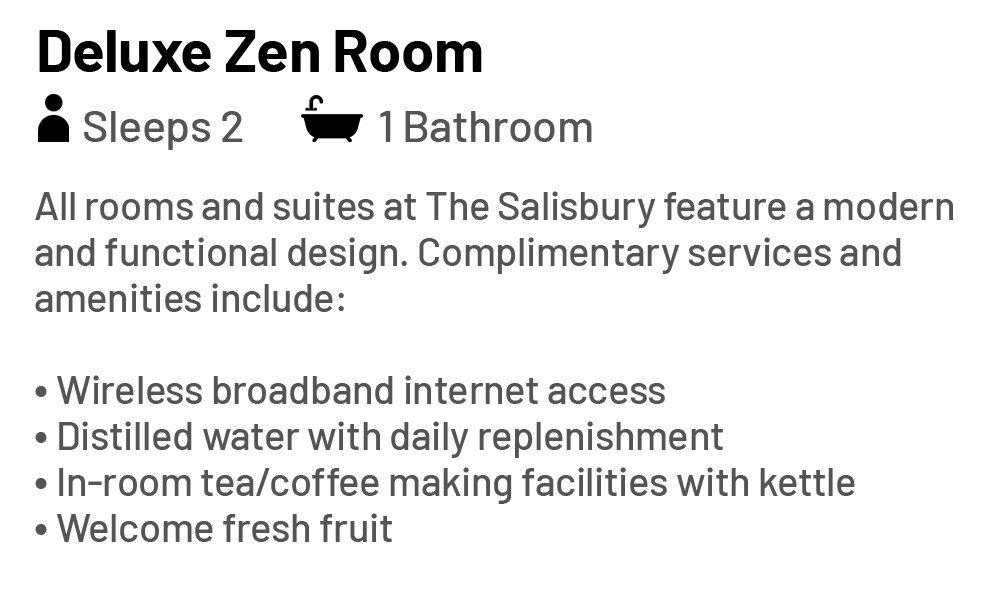 Deluxe Zen Room
Sleeps 2 1 Bathroom
All rooms and suites at The Salisbury feature a modern
and functional design. Complimentary services and
amenities include:
• Wireless broadband internet access
• Distilled water with daily replenishment
• In-room tea/coffee making facilities with kettle
• Welcome fresh fruit